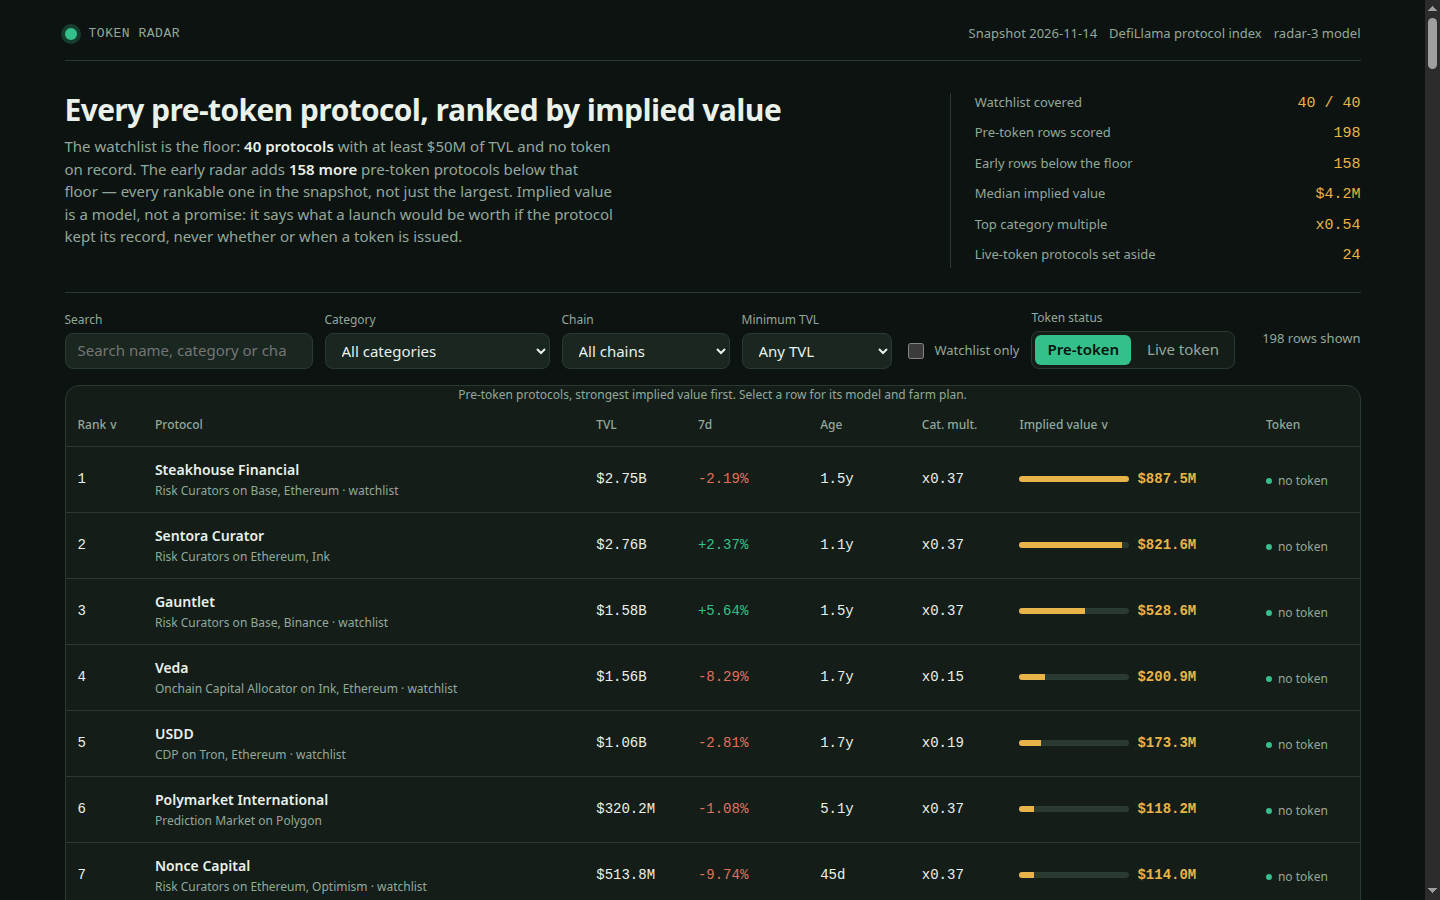 TOKEN RADAR
Snapshot 2026-11-14 DefiLlama protocol index radar-3 model
Every pre-token protocol, ranked by implied value
The watchlist is the floor: 40 protocols with at least $50M of TVL and no token
on record. The early radar adds 158 more pre-token protocols below that
floor — every rankable one in the snapshot, not just the largest. Implied value
is a model, not a promise: it says what a launch would be worth if the protocol
kept its record, never whether or when a token is issued.
Watchlist covered 40 / 40
Pre-token rows scored 198
Early rows below the floor 158
Median implied value $4.2M
Top category multiple x0.54
Live-token protocols set aside 24
Search Category Chain Minimum TVL Token status
Search name, category or cha All categories All chains Any TVL Watchlist only Pre-token Live token 198 rows shown
Pre-token protocols, strongest implied value first. Select a row for its model and farm plan.
Rank v Protocol TVL 7d Age Cat. mult. Implied value v Token
1 Steakhouse Financial $2.75B -2.19% 1.5y x0.37 $887.5M no token
Risk Curators on Base, Ethereum · watchlist
2 Sentora Curator $2.76B +2.37% 1.1y x0.37 $821.6M no token
Risk Curators on Ethereum, Ink
3 Gauntlet $1.58B +5.64% 1.5y x0.37 $528.6M no token
Risk Curators on Base, Binance · watchlist
4 Veda $1.56B -8.29% 1.7y x0.15 $200.9M no token
Onchain Capital Allocator on Ink, Ethereum · watchlist
5 USDD $1.06B -2.81% 1.7y x0.19 $173.3M no token
CDP on Tron, Ethereum · watchlist
6 Polymarket International $320.2M -1.08% 5.1y x0.37 $118.2M no token
Prediction Market on Polygon
7 Nonce Capital $513.8M -9.74% 45d x0.37 $114.0M no token
Risk Curators on Ethereum, Optimism · watchlist